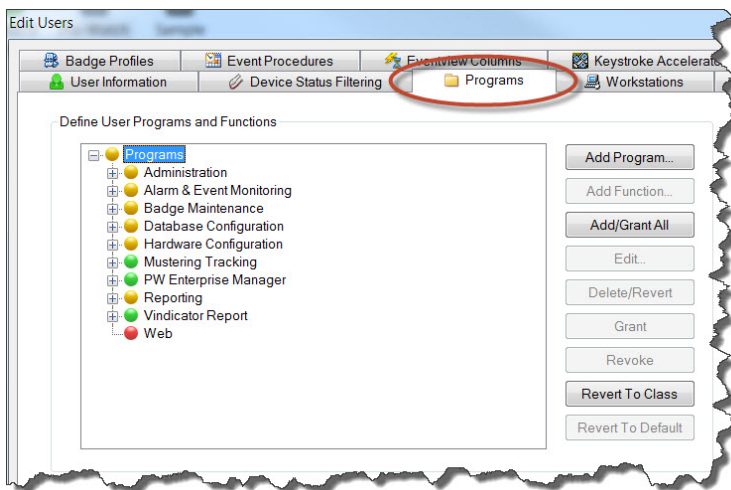 Sample
Edit Users
Badge Profiles
Event Procedures
Eventview Columns
Keystroke Accelerato
User Information
Device Status Filtering
Programs
Workstations
Define User Programs and Functions
Programs
Administration
Alarm & Event Monitoring
Badge Maintenance
Database Configuration
Hardware Configuration
Mustering Tracking
PW Enterprise Manager
Reporting
Vindicator Report
Web
Add Program...
Add Function...
Add/Grant All
Edit...
Delete/Revert
Grant
Revoke
Revert To Class
Revert To Default